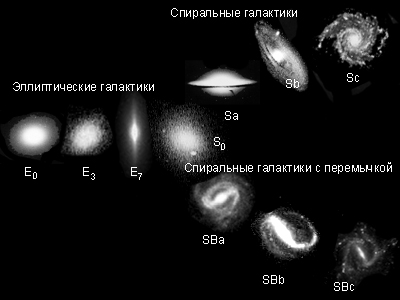 Спиральные галактики
Sb
Sc
Эллиптические галактики
Sa
E0
E3
E7
S0
Спиральные галактики с перемычкой
SBa
SBb
SBc